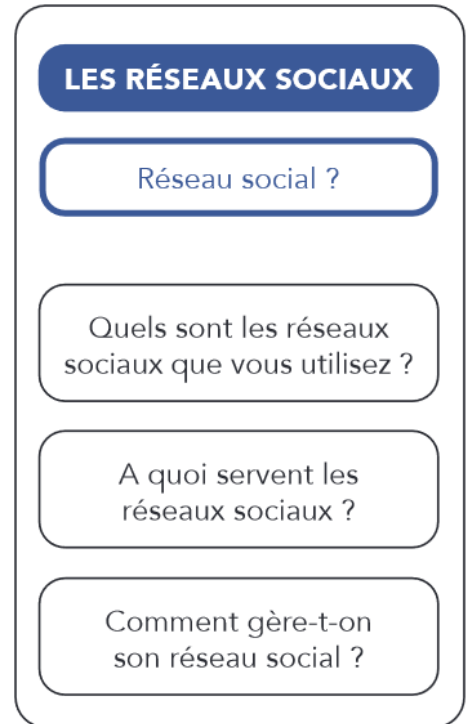 LES RÉSEAUX SOCIAUX
Réseau social ?
Quels sont les réseaux
sociaux que vous utilisez ?
A quoi servent les
réseaux sociaux ?
Comment gère-t-on
son réseau social ?